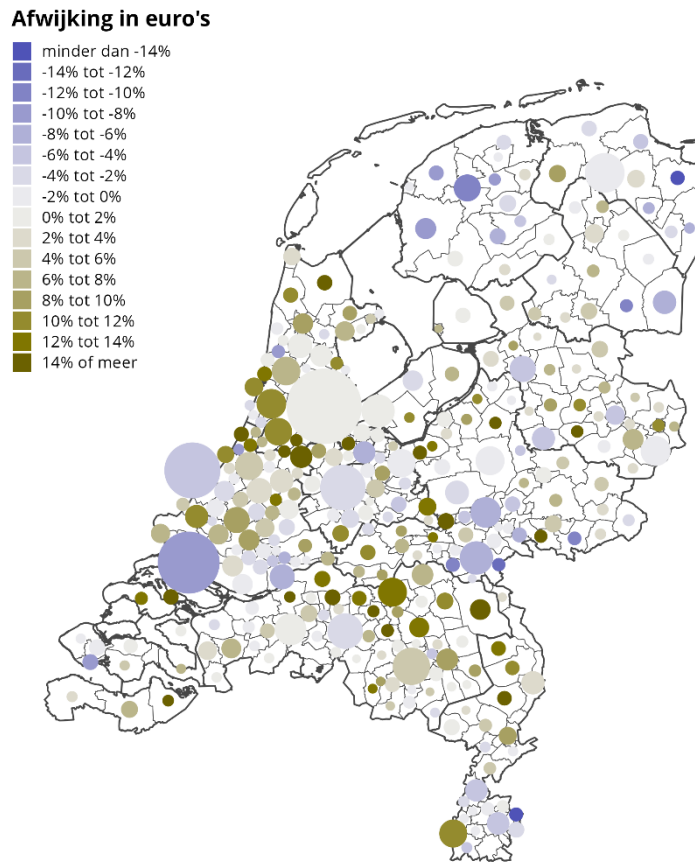 Afwijking in euro's
minder dan -14%
-14% tot -12%
-12% tot -10%
-10% tot -8%
-8% tot -6%
-6% tot -4%
-4% tot -2%
-2% tot 0%
0% tot 2%
2% tot 4%
4% tot 6%
6% tot 8%
8% tot 10%
10% tot 12%
12% tot 14%
14% of meer